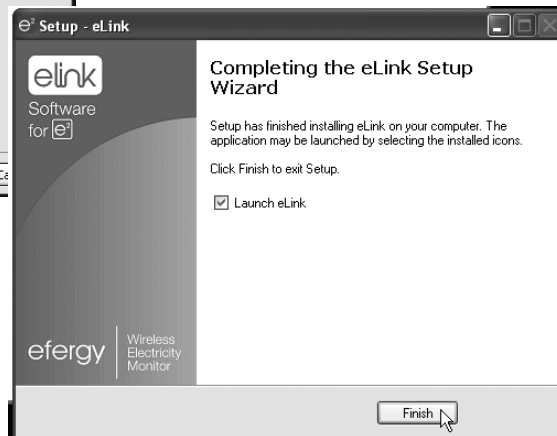 e² Setup - eLink
elink
Software
for e²
Completing the eLink Setup
Wizard
Setup has finished installing eLink on your computer. The
application may be launched by selecting the installed icons.
Click Finish to exit Setup.
Launch eLink
efergy
Wireless
Electricity
Monitor
Ca
Finish